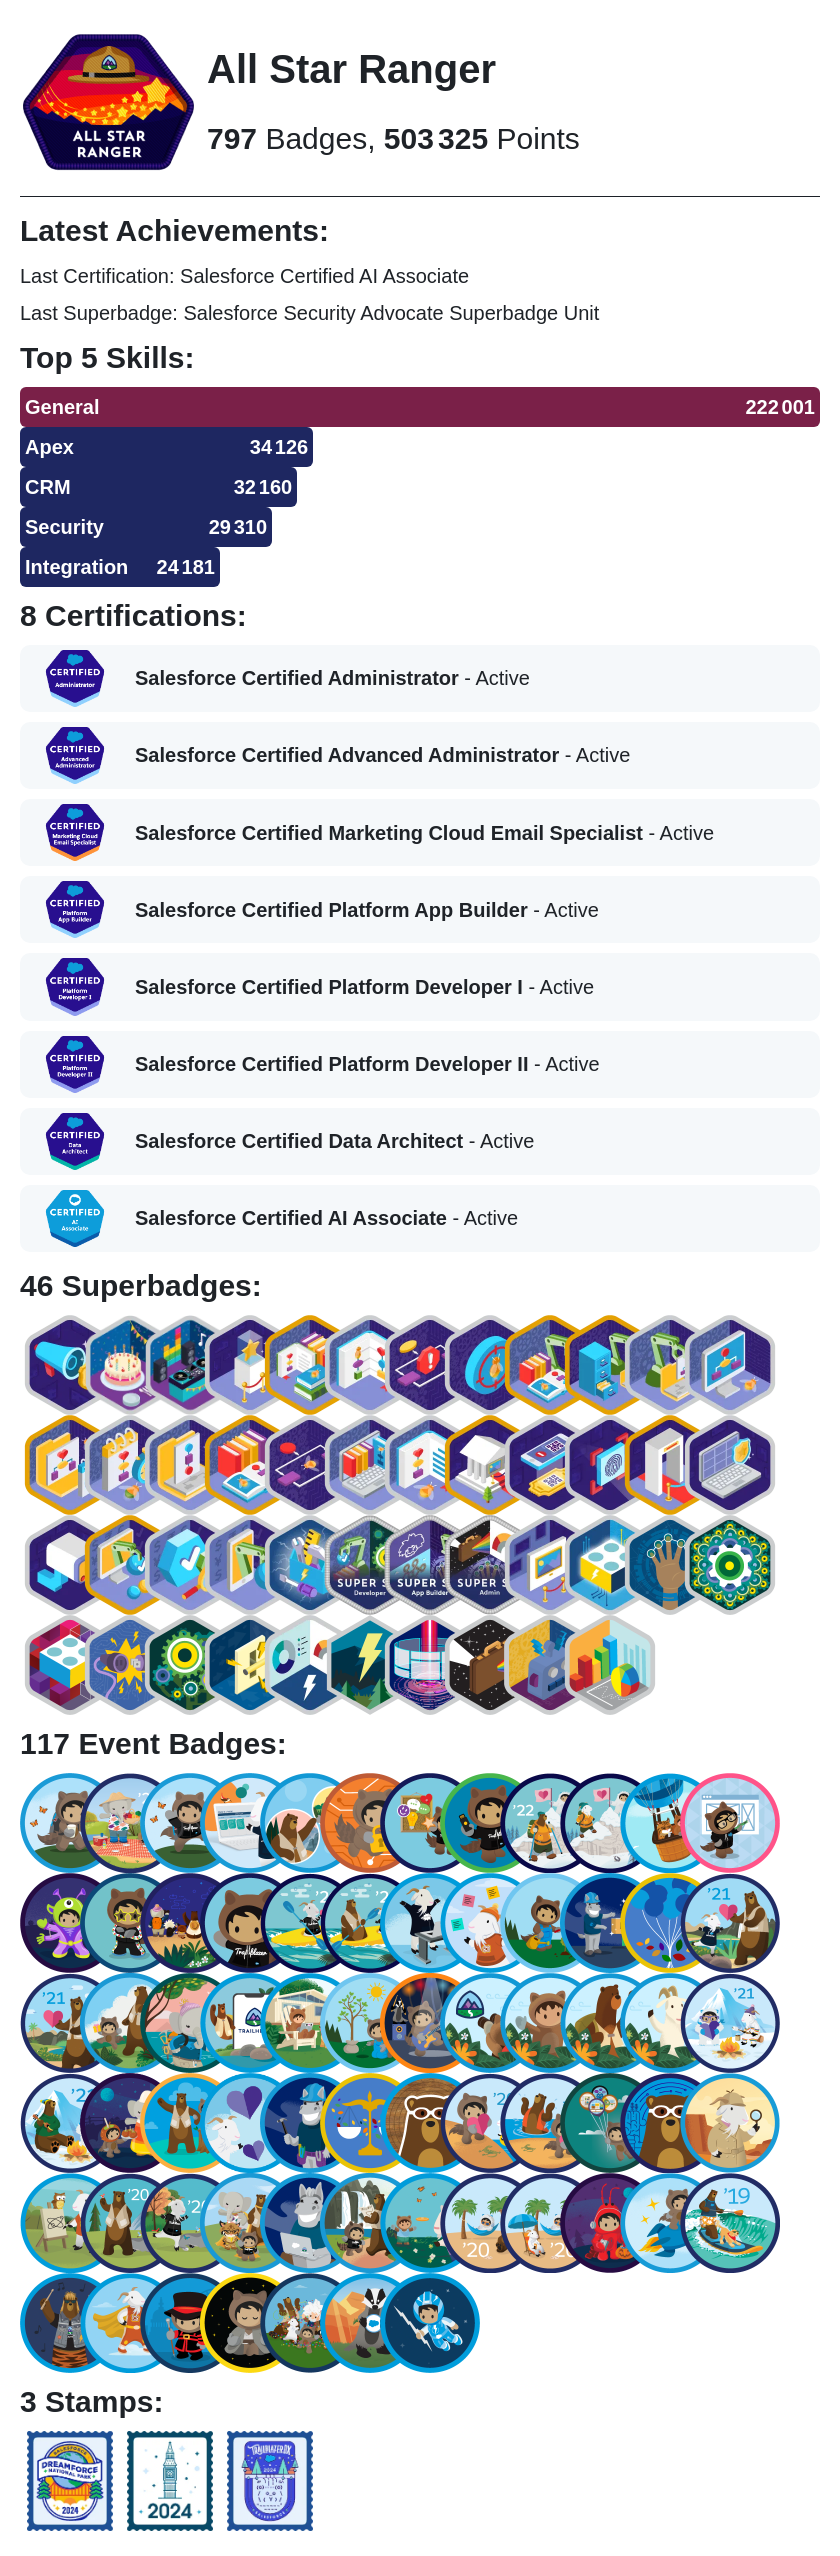 ALL STAR
RANGER
All Star Ranger
797 Badges, 503 325 Points
Latest Achievements:
Last Certification: Salesforce Certified AI Associate
Last Superbadge: Salesforce Security Advocate Superbadge Unit
Top 5 Skills:
General 222 001
Apex 34 126
CRM 32 160
Security 29 310
Integration 24 181
8 Certifications:
CERTIFIED
Administrator
Salesforce Certified Administrator - Active
CERTIFIED
Advanced
Administrator
Salesforce Certified Advanced Administrator - Active
CERTIFIED
Marketing Cloud
Email Specialist
Salesforce Certified Marketing Cloud Email Specialist - Active
CERTIFIED
Platform
App Builder
Salesforce Certified Platform App Builder - Active
CERTIFIED
Platform
Developer I
Salesforce Certified Platform Developer I - Active
CERTIFIED
Platform
Developer II
Salesforce Certified Platform Developer II - Active
CERTIFIED
Data
Architect
Salesforce Certified Data Architect - Active
CERTIFIED
AI
Associate
Salesforce Certified AI Associate - Active
46 Superbadges:
SUPER S SUPER S SUPER S
Developer App Builder Admin
117 Event Badges:
'22
'21
'21 '21
'20
'20 '19
3 Stamps:
SALESFORCE
DREAMFORCE
NATIONAL PARK
2024
2024
TRAILBLAZERDX
2024
SALESFORCE